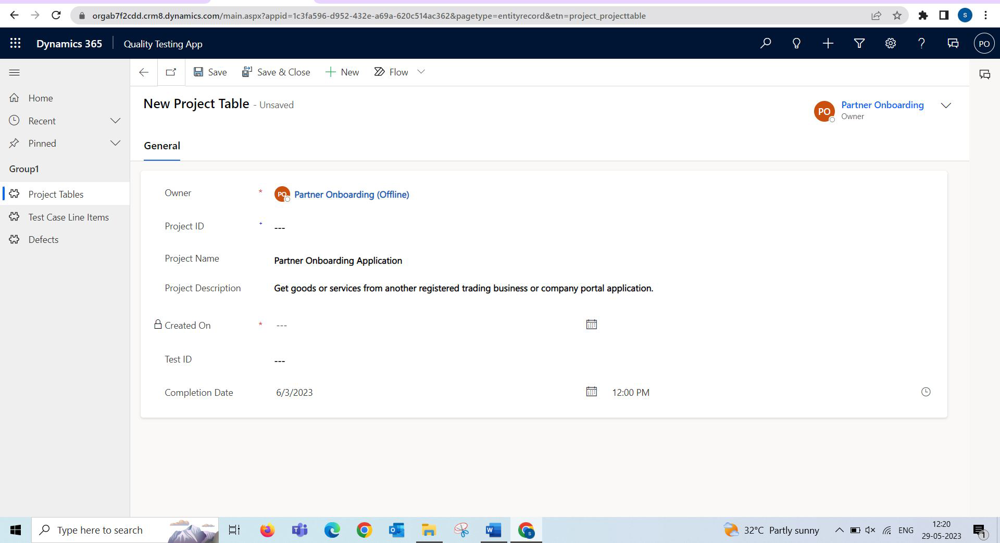 orgab7f2cdd.crm8.dynamics.com/main.aspx?appid=1c3fa596-d952-432e-a69a-620c514ac362&pagetype=entityrecord&etn=project_projecttable
S
Dynamics 365
Quality Testing App
PO
Save
Save & Close
New
Flow
Home
Recent
Pinned
Group1
Project Tables
Test Case Line Items
Defects
New Project Table - Unsaved
PO
Partner Onboarding
Owner
General
Owner * PO Partner Onboarding (Offline)
Project ID + ---
Project Name Partner Onboarding Application
Project Description Get goods or services from another registered trading business or company portal application.
Created On * ---
Test ID ---
Completion Date 6/3/2023 12:00 PM
Type here to search
32°C Partly sunny
ENG
12:20
29-05-2023
1